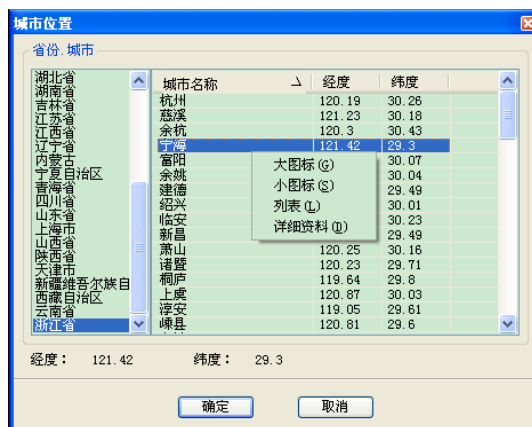 城市位置
省份.城市
湖北省
湖南省
吉林省
江苏省
江西省
辽宁省
内蒙古
宁夏自治区
青海省
四川省
山东省
上海市
山西省
陕西省
天津市
新疆维吾尔族自
西藏自治区
云南省
浙江省
城市名称 经度 纬度
杭州 120.19 30.26
慈溪 121.23 30.18
余杭 120.3 30.43
宁海 121.42 29.3
富阳 30.07
余姚 30.04
建德 29.49
绍兴 30.01
临安 30.23
新昌 29.49
萧山 120.25 30.16
诸暨 120.23 29.71
桐庐 119.64 29.8
上虞 120.87 30.03
淳安 119.05 29.61
嵊县 120.81 29.6
大图标(G)
小图标(S)
列表(L)
详细资料(D)
经度： 121.42 纬度： 29.3
确定 取消